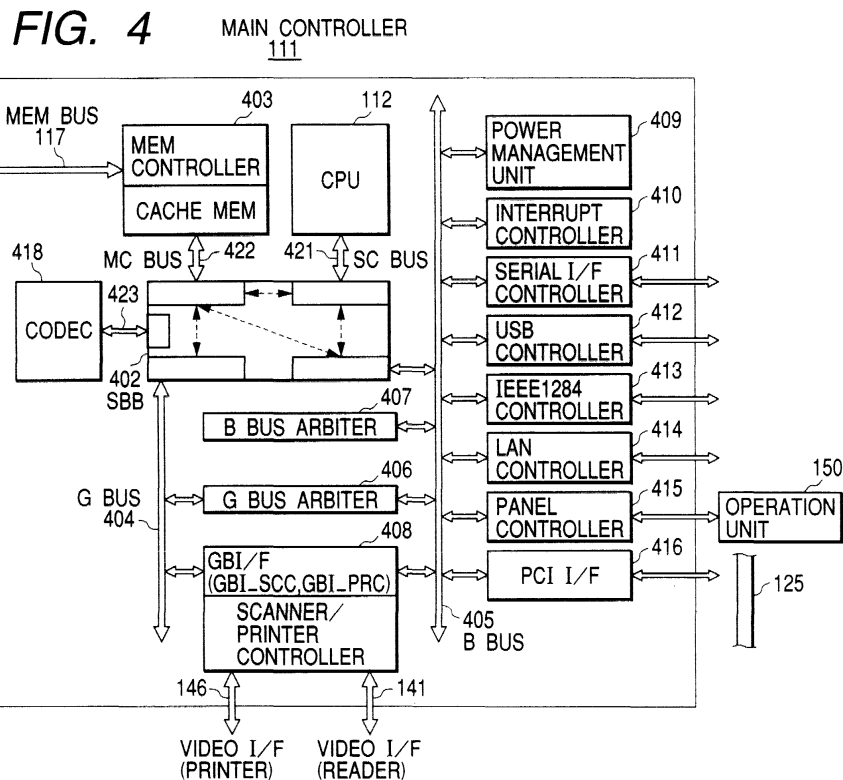 FIG. 4
MAIN CONTROLLER
111
MEM BUS
117
403
MEM
CONTROLLER
CACHE MEM
112
CPU
MC BUS
422
421
SC BUS
418
CODEC
423
402
SBB
407
B BUS ARBITER
406
G BUS ARBITER
G BUS
404
408
GBI/F
(GBI_SCC,GBI_PRC)
SCANNER/
PRINTER
CONTROLLER
405
B BUS
146
141
VIDEO I/F
(PRINTER)
VIDEO I/F
(READER)
POWER
MANAGEMENT
UNIT
409
INTERRUPT
CONTROLLER
410
SERIAL I/F
CONTROLLER
411
USB
CONTROLLER
412
IEEE1284
CONTROLLER
413
LAN
CONTROLLER
414
PANEL
CONTROLLER
415
PCI I/F
416
150
OPERATION
UNIT
125